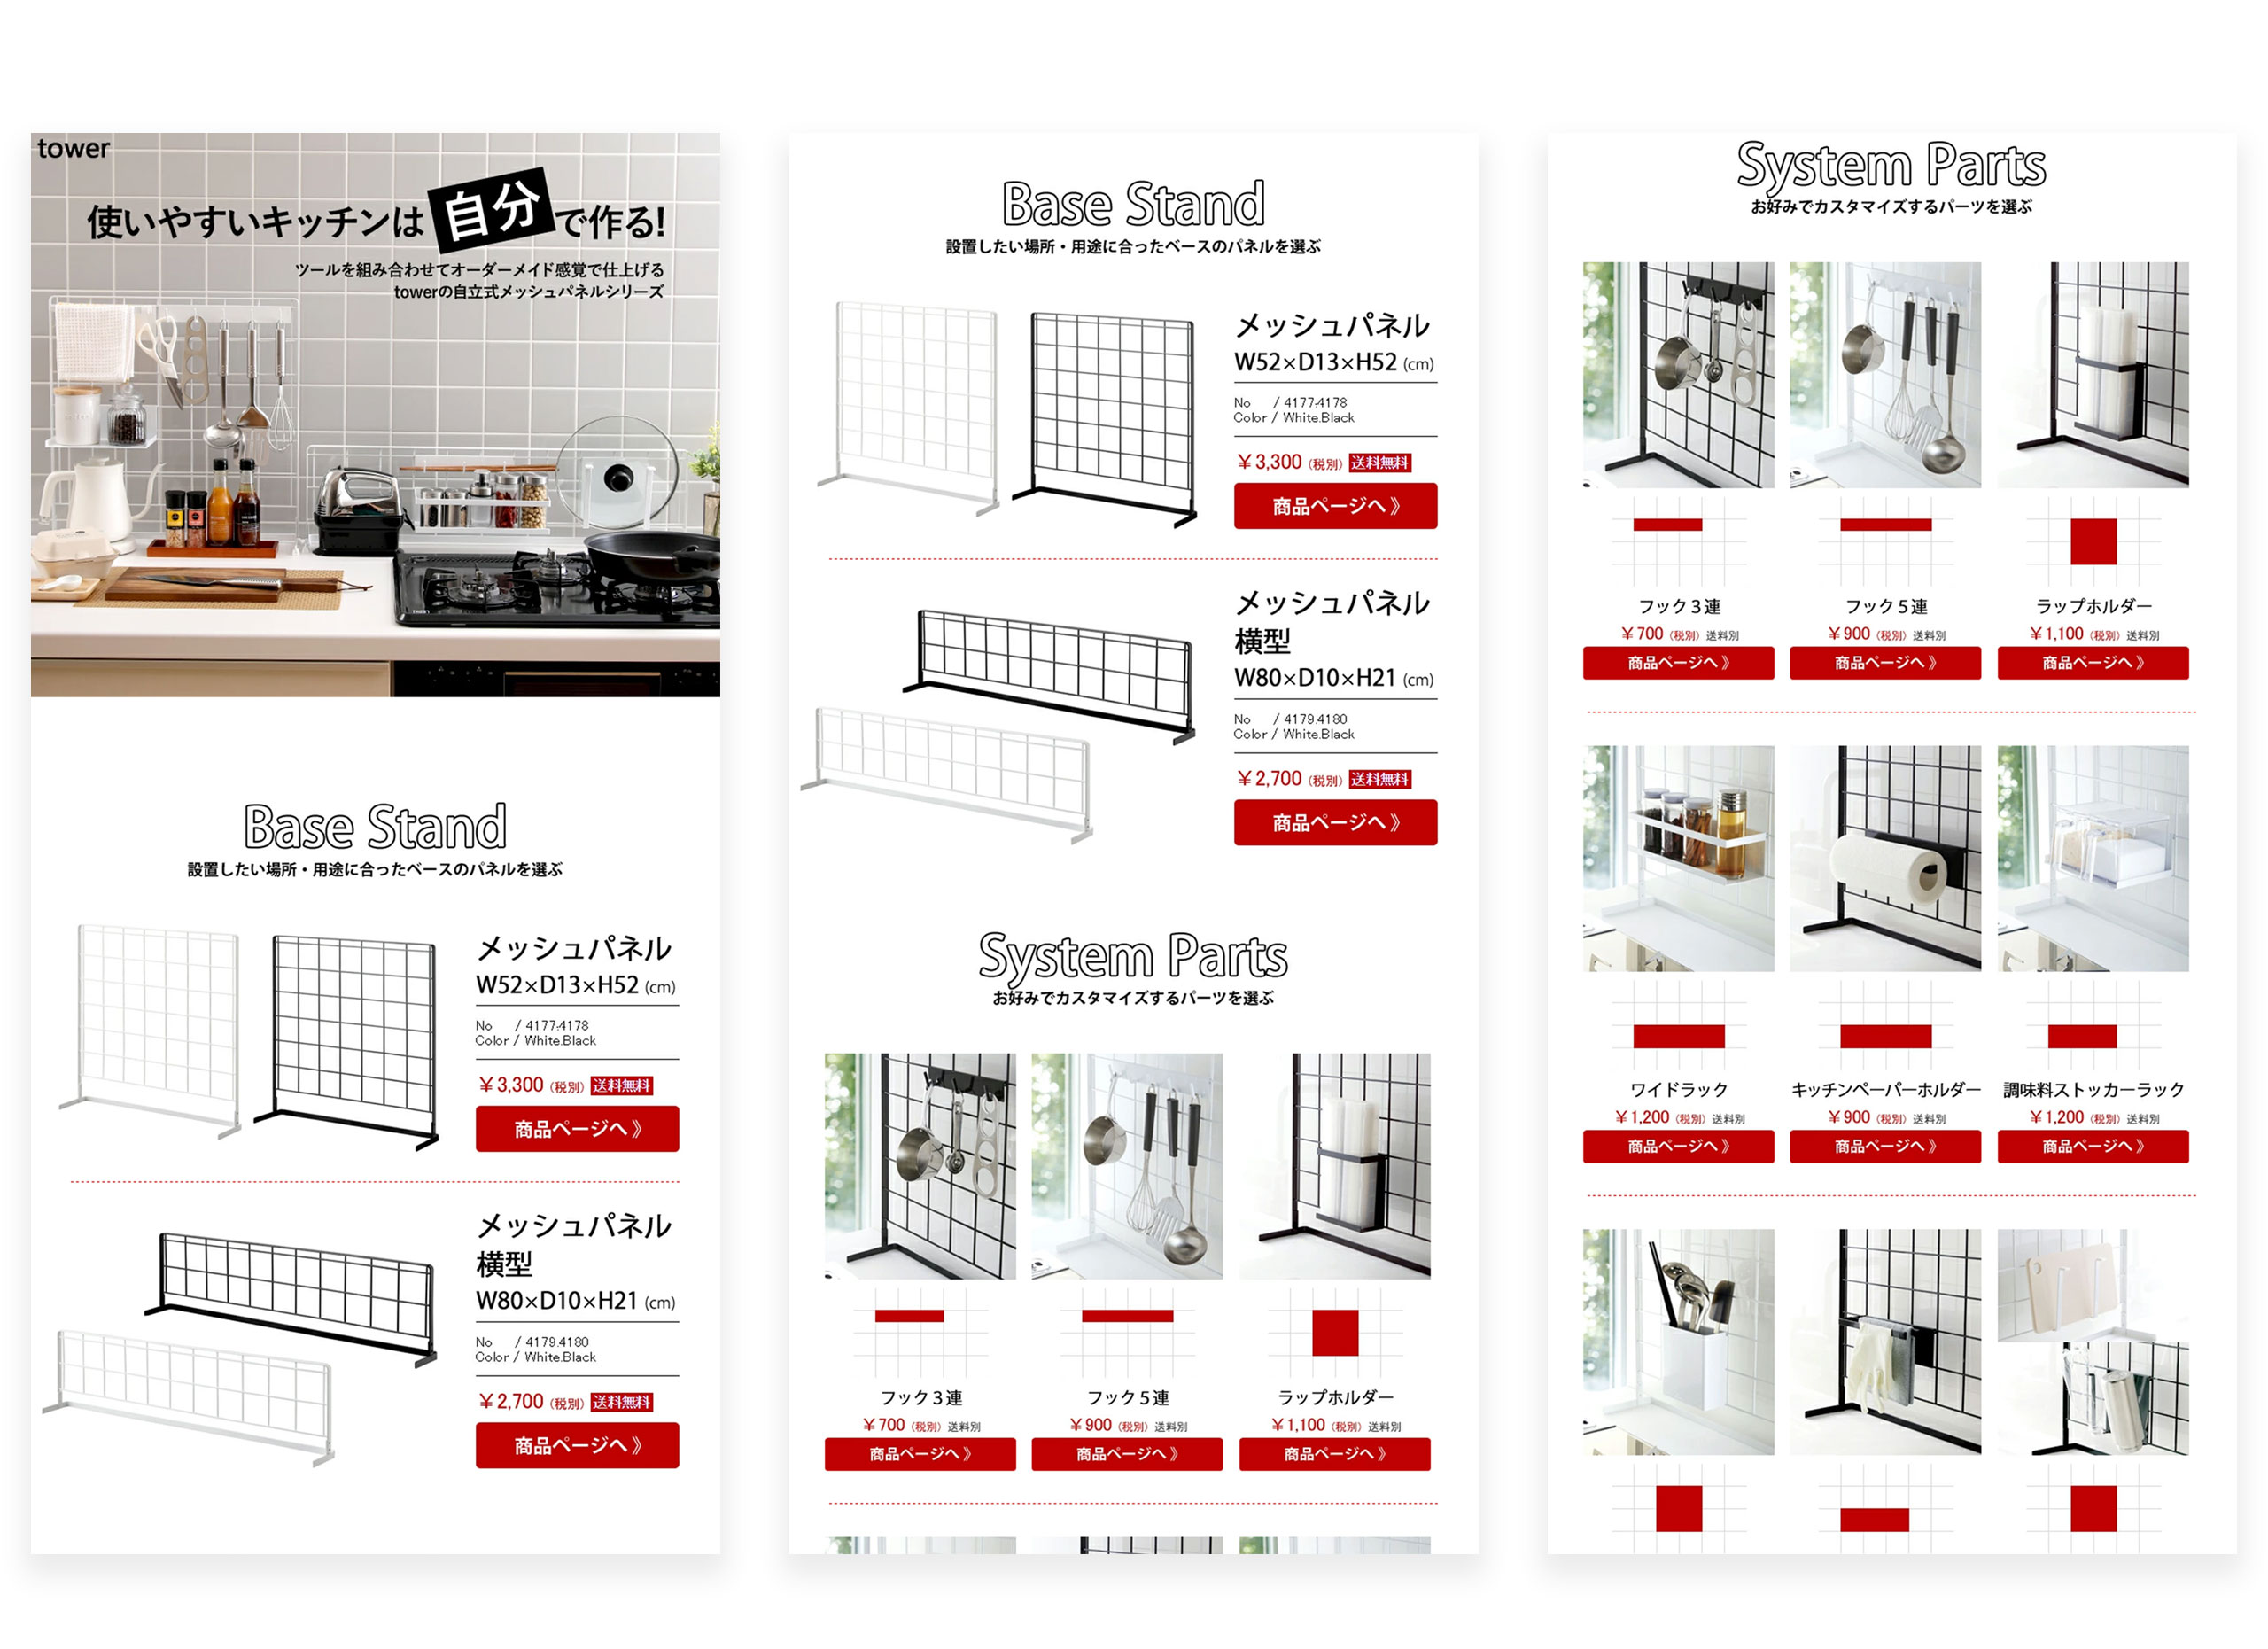 tower
使いやすいキッチンは自分で作る!
ツールを組み合わせてオーダーメイド感覚で仕上げる
towerの自立式メッシュパネルシリーズ
Base Stand
設置したい場所・用途に合ったベースのパネルを選ぶ
メッシュパネル
W52×D13×H52 (cm)
No / 4177.4178
Color / White.Black
￥3,300 (税別) 送料無料
商品ページへ 》
メッシュパネル
横型
W80×D10×H21 (cm)
No / 4179.4180
Color / White.Black
￥2,700 (税別) 送料無料
商品ページへ 》
Base Stand
設置したい場所・用途に合ったベースのパネルを選ぶ
メッシュパネル
W52×D13×H52 (cm)
No / 4177.4178
Color / White.Black
￥3,300 (税別) 送料無料
商品ページへ 》
メッシュパネル
横型
W80×D10×H21 (cm)
No / 4179.4180
Color / White.Black
￥2,700 (税別) 送料無料
商品ページへ 》
System Parts
お好みでカスタマイズするパーツを選ぶ
フック３連 フック５連 ラップホルダー
￥700 (税別) 送料別 ￥900 (税別) 送料別 ￥1,100 (税別) 送料別
商品ページへ 》 商品ページへ 》 商品ページへ 》
System Parts
お好みでカスタマイズするパーツを選ぶ
フック３連 フック５連 ラップホルダー
￥700 (税別) 送料別 ￥900 (税別) 送料別 ￥1,100 (税別) 送料別
商品ページへ 》 商品ページへ 》 商品ページへ 》
ワイドラック キッチンペーパーホルダー 調味料ストッカーラック
￥1,200 (税別) 送料別 ￥900 (税別) 送料別 ￥1,200 (税別) 送料別
商品ページへ 》 商品ページへ 》 商品ページへ 》